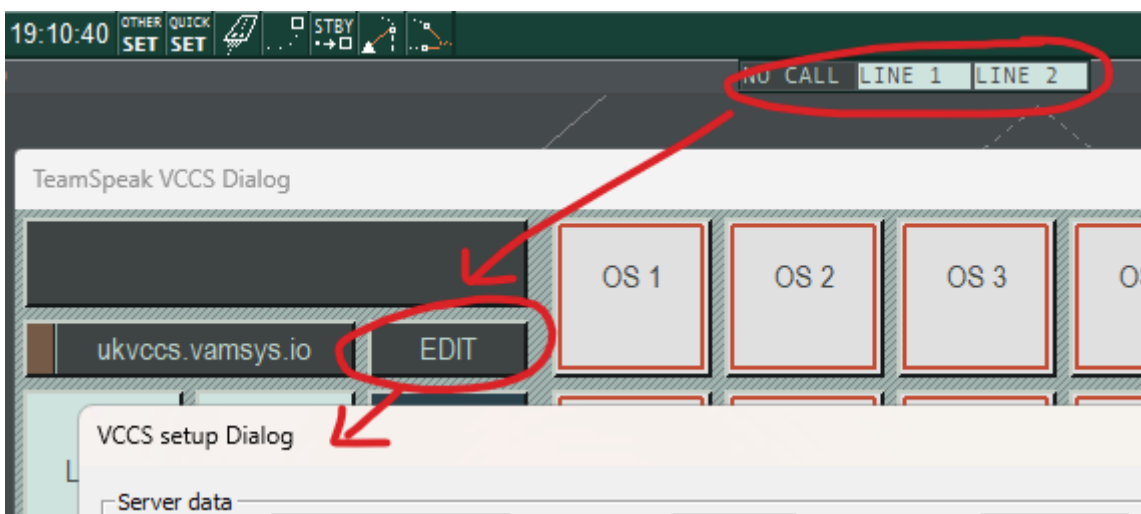 19:10:40 OTHER SET QUICK SET STBY
NO CALL LINE 1 LINE 2
TeamSpeak VCCS Dialog
OS 1 OS 2 OS 3
ukvccs.vamsys.io EDIT
VCCS setup Dialog
Server data